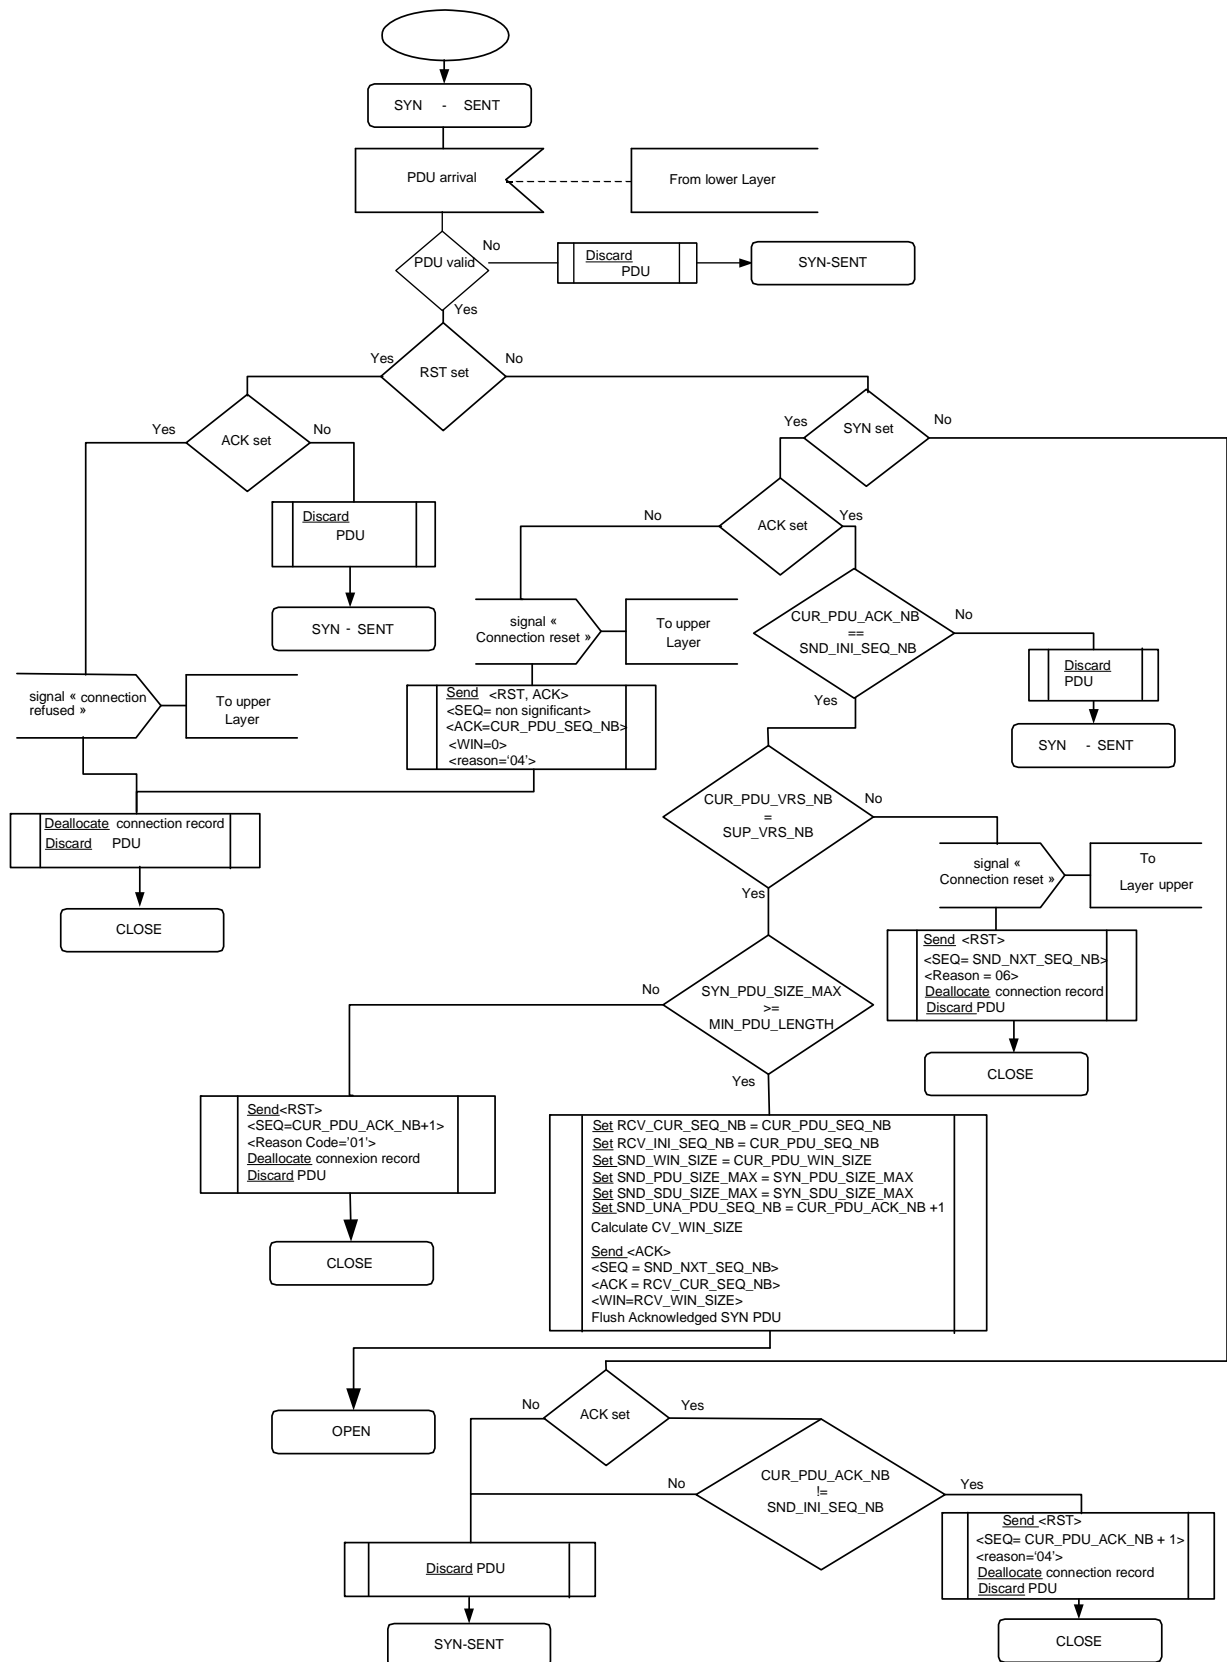 SYN - SENT
PDU arrival
From lower Layer
PDU valid
No
Discard
PDU
SYN-SENT
Yes
Yes
RST set
No
Yes
ACK set
No
Yes
SYN set
No
Discard
PDU
SYN - SENT
No
ACK set
Yes
signal «
Connection reset »
To upper
Layer
CUR_PDU_ACK_NB
==
SND_INI_SEQ_NB
No
Discard
PDU
SYN - SENT
Yes
signal « connection
refused »
To upper
Layer
Send <RST, ACK>
<SEQ= non significant>
<ACK=CUR_PDU_SEQ_NB>
<WIN=0>
<reason=‘04’>
Deallocate connection record
Discard PDU
CLOSE
CUR_PDU_VRS_NB
=
SUP_VRS_NB
No
Yes
signal «
Connection reset »
To
Layer upper
Send <RST>
<SEQ= SND_NXT_SEQ_NB>
<Reason = 06>
Deallocate connection record
Discard PDU
CLOSE
No
SYN_PDU_SIZE_MAX
>=
MIN_PDU_LENGTH
Yes
Send<RST>
<SEQ=CUR_PDU_ACK_NB+1>
<Reason Code=‘01’>
Deallocate connexion record
Discard PDU
CLOSE
Set RCV_CUR_SEQ_NB = CUR_PDU_SEQ_NB
Set RCV_INI_SEQ_NB = CUR_PDU_SEQ_NB
Set SND_WIN_SIZE = CUR_PDU_WIN_SIZE
Set SND_PDU_SIZE_MAX = SYN_PDU_SIZE_MAX
Set SND_SDU_SIZE_MAX = SYN_SDU_SIZE_MAX
Set SND_UNA_PDU_SEQ_NB = CUR_PDU_ACK_NB +1
Calculate CV_WIN_SIZE
Send <ACK>
<SEQ = SND_NXT_SEQ_NB>
<ACK = RCV_CUR_SEQ_NB>
<WIN=RCV_WIN_SIZE>
Flush Acknowledged SYN PDU
OPEN
No
ACK set
Yes
No
CUR_PDU_ACK_NB
!=
SND_INI_SEQ_NB
Yes
Discard PDU
SYN-SENT
Send <RST>
<SEQ= CUR_PDU_ACK_NB + 1>
<reason=‘04’>
Deallocate connection record
Discard PDU
CLOSE